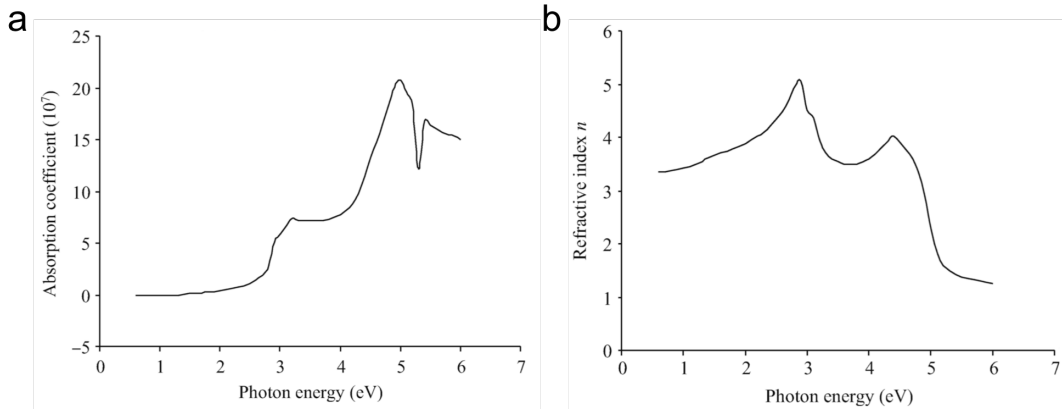 a
25
20
15
10
5
0
−5
Absorption coefficient (10⁷)
0 1 2 3 4 5 6 7
Photon energy (eV)
b
6
5
4
3
2
1
0
Refractive index n
0 1 2 3 4 5 6 7
Photon energy (eV)